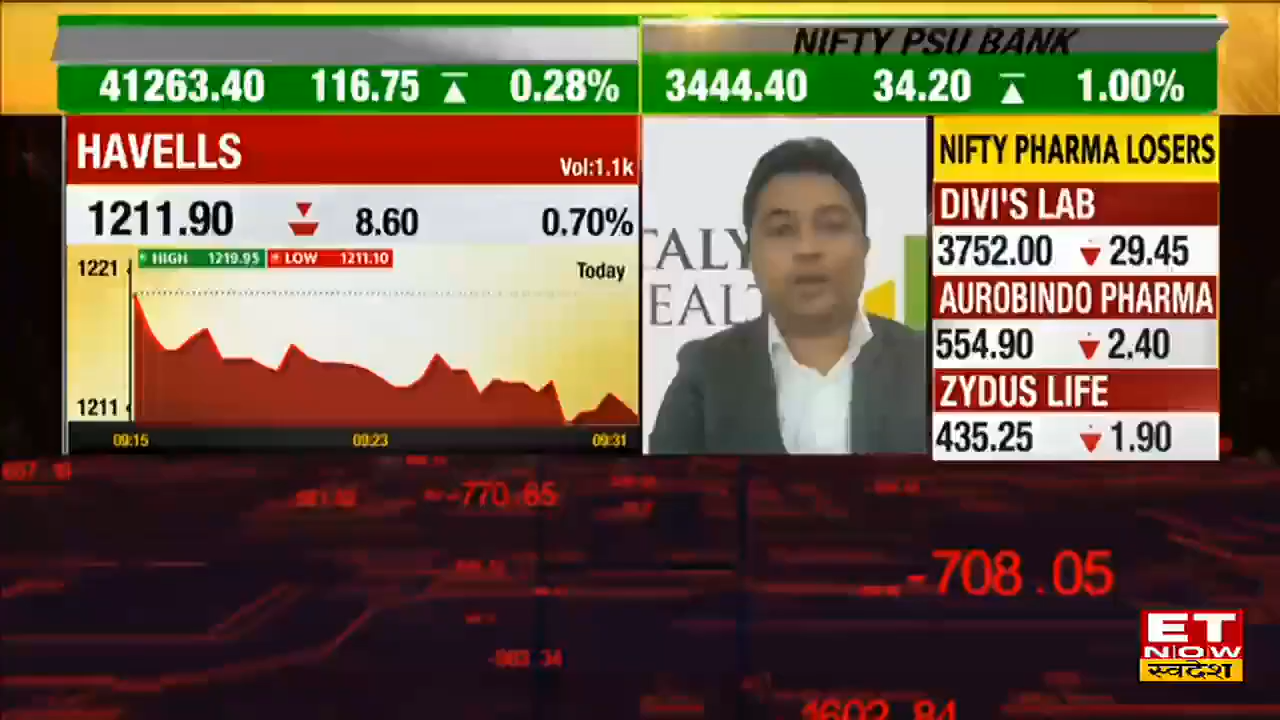 NIFTY PSU BANK
41263.40 116.75 0.28%
3444.40 34.20 1.00%
HAVELLS
Vol:1.1k
1211.90 8.60 0.70%
HIGH 1219.95 LOW 1211.10
1221
Today
1211
09:15 09:23 09:31
TALY
EALT
NIFTY PHARMA LOSERS
DIVI'S LAB
3752.00 29.45
AUROBINDO PHARMA
554.90 2.40
ZYDUS LIFE
435.25 1.90
-770.65
-708.05
ET
NOW
स्वदेश